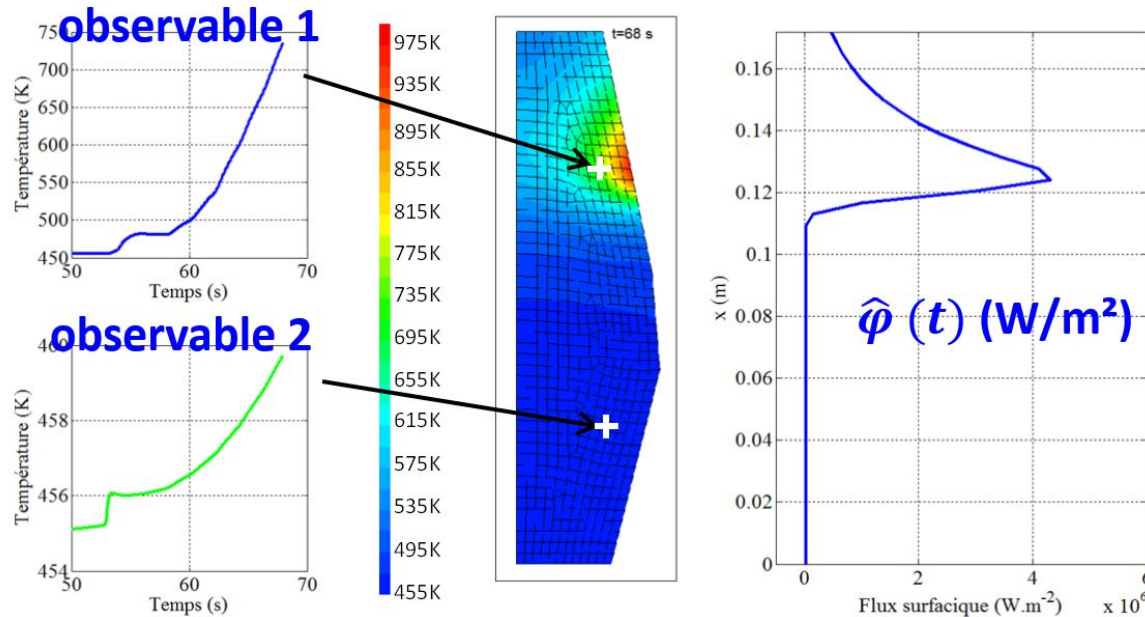 observable 1
750
700
650
600
550
500
450
50
60
70
Température (K)
Temps (s)
observable 2
460
458
456
454
50
60
70
Température (K)
Temps (s)
975K
935K
895K
855K
815K
775K
735K
695K
655K
615K
575K
535K
495K
455K
t=68 s
0.16
0.14
0.12
0.1
0.08
0.06
0.04
0.02
0
x (m)
φ̂ (t) (W/m²)
0
2
4
6
Flux surfacique (W.m⁻²)
x 10⁶